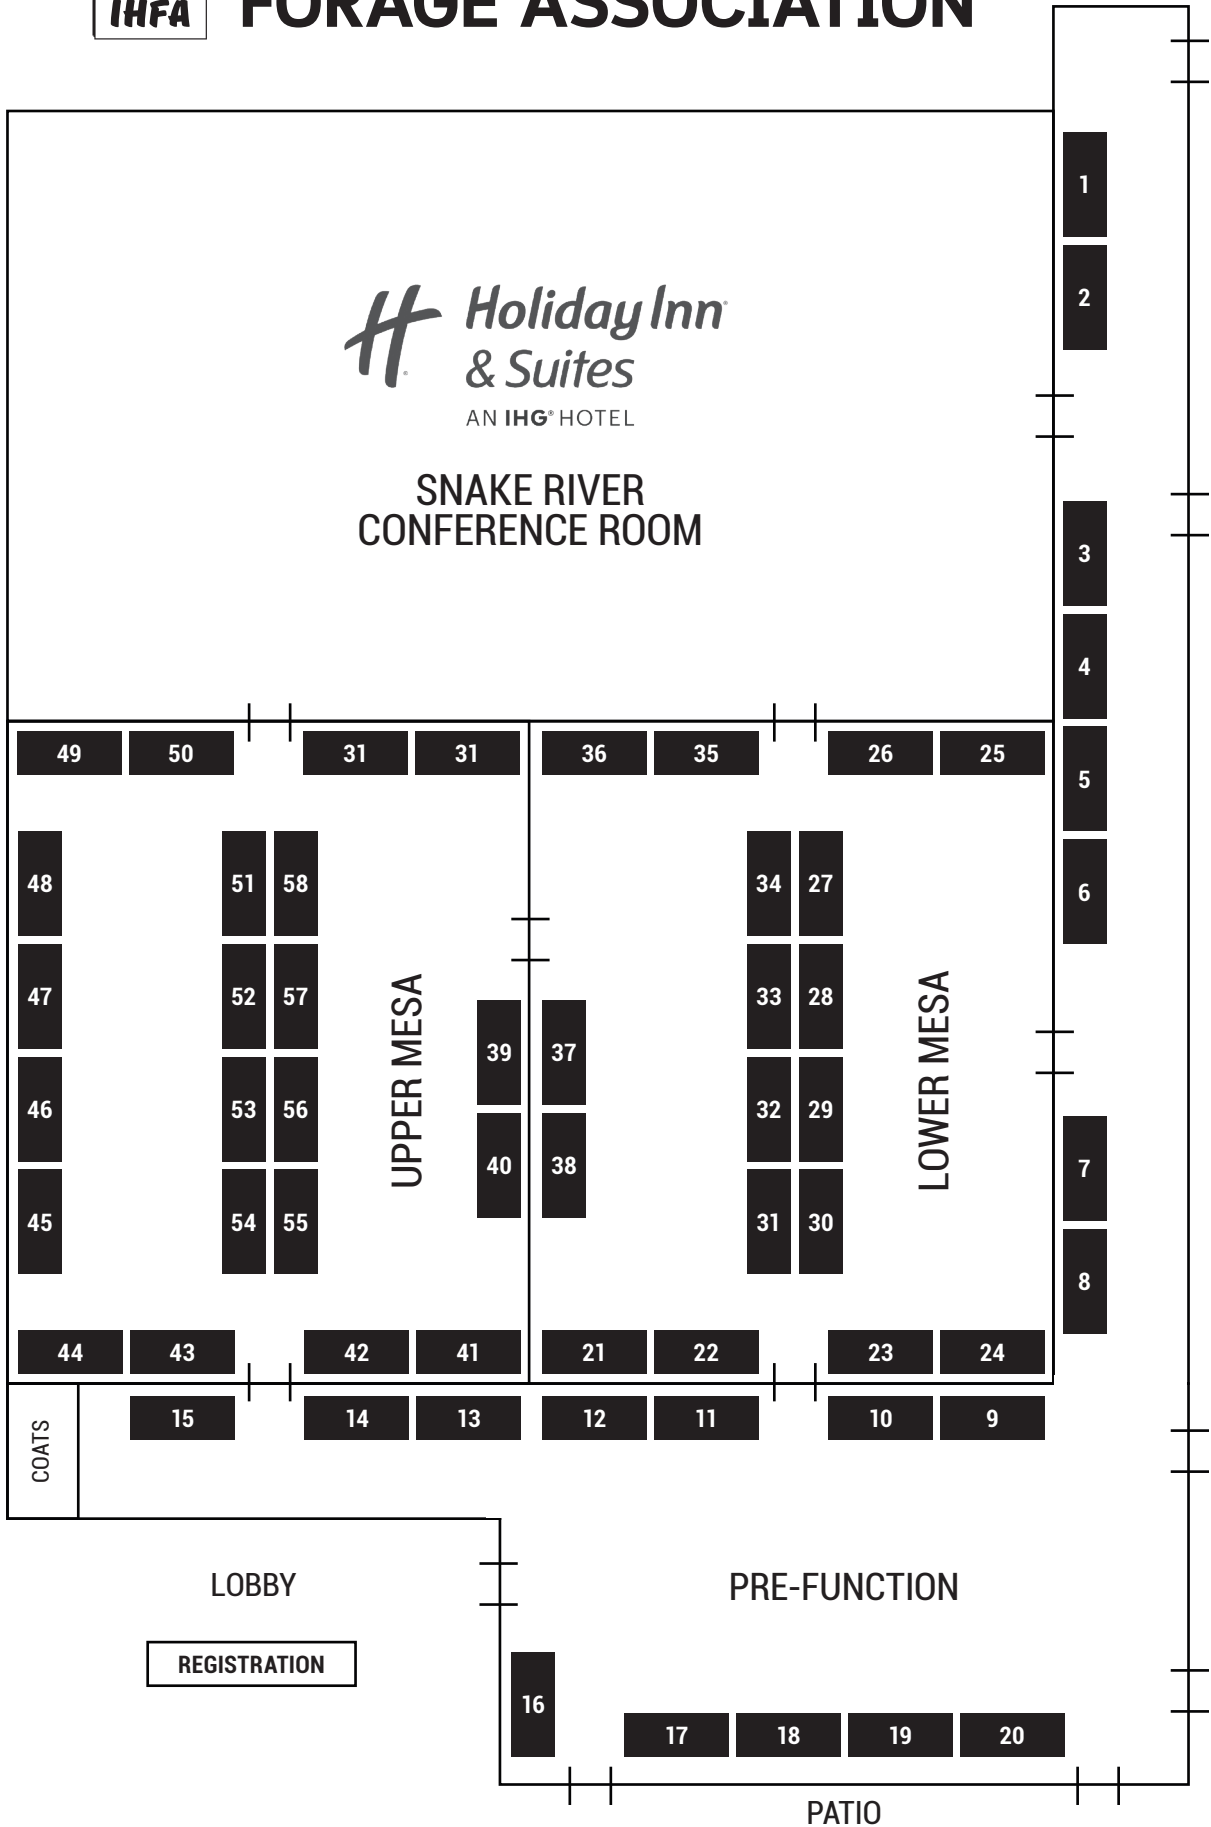 IHFA
FORAGE ASSOCIATION
1
2
Holiday Inn
& Suites
AN IHG® HOTEL
SNAKE RIVER
CONFERENCE ROOM
3
4
5
6
7
8
49 50 31 31
36 35 26 25
48
47
46
45
51 58
52 57
53 56
54 55
UPPER MESA
39
40
37
38
34 27
33 28
32 29
31 30
LOWER MESA
44 43 42 41
21 22 23 24
COATS
15 14 13 12 11 10 9
LOBBY
REGISTRATION
PRE-FUNCTION
16
17 18 19 20
PATIO